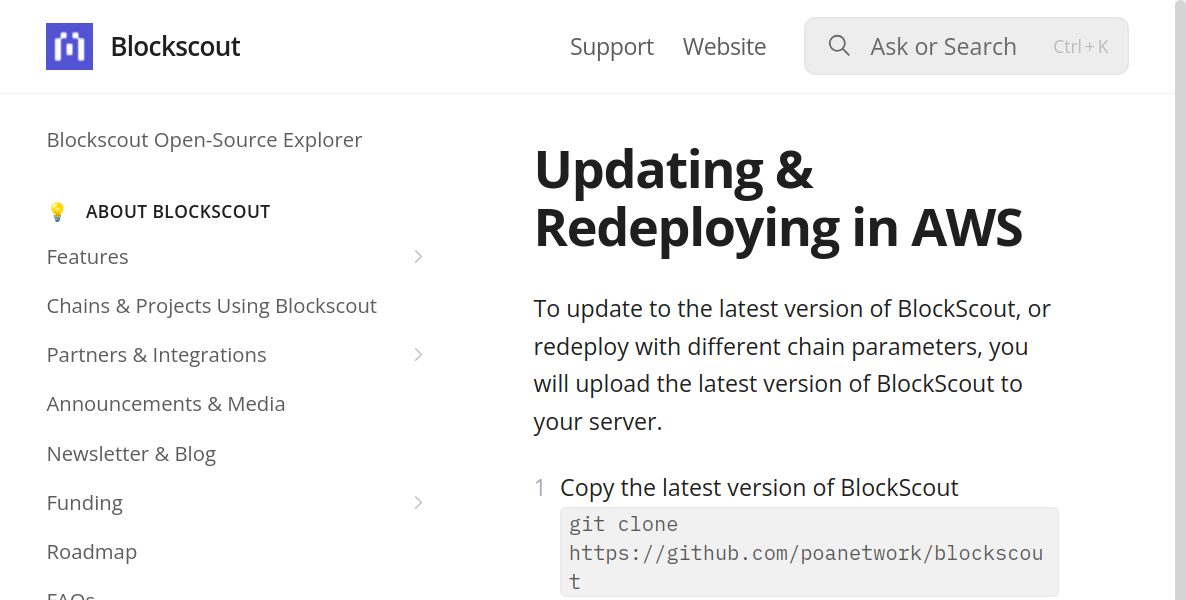 Blockscout
Support
Website
Ask or Search
Ctrl + K
Blockscout Open-Source Explorer
💡 ABOUT BLOCKSCOUT
Features
Chains & Projects Using Blockscout
Partners & Integrations
Announcements & Media
Newsletter & Blog
Funding
Roadmap
FAQs
Updating &
Redeploying in AWS
To update to the latest version of BlockScout, or
redeploy with different chain parameters, you
will upload the latest version of BlockScout to
your server.
1 Copy the latest version of BlockScout
git clone
https://github.com/poanetwork/blockscou
t